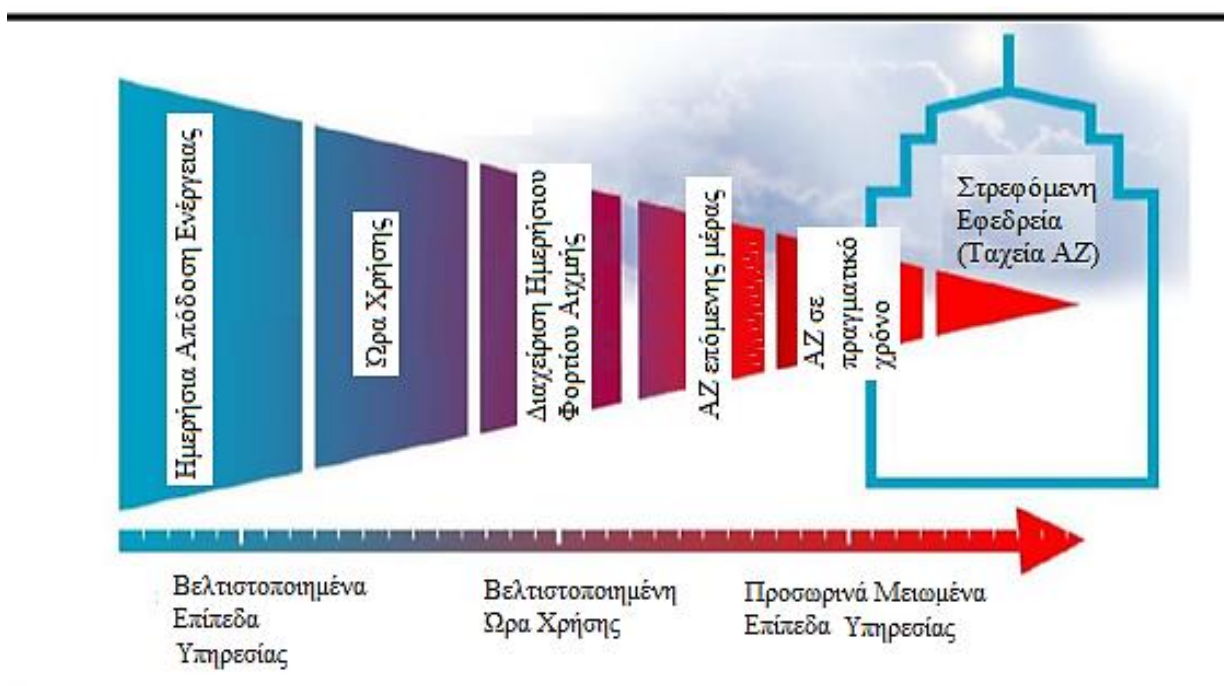 Ημερήσια Απόδοση Ενέργειας
Ώρα Χρήσης
Διαχείριση Ημερήσιου
Φορτίου Αιχμής
ΑΖ επόμενης μέρας
ΑΖ σε
πραγματικό
χρόνο
Στρεφόμενη
Εφεδρεία
(Ταχεία ΑΖ)
Βελτιστοποιημένα
Επίπεδα
Υπηρεσίας
Βελτιστοποιημένη
Ώρα Χρήσης
Προσωρινά Μειωμένα
Επίπεδα Υπηρεσίας